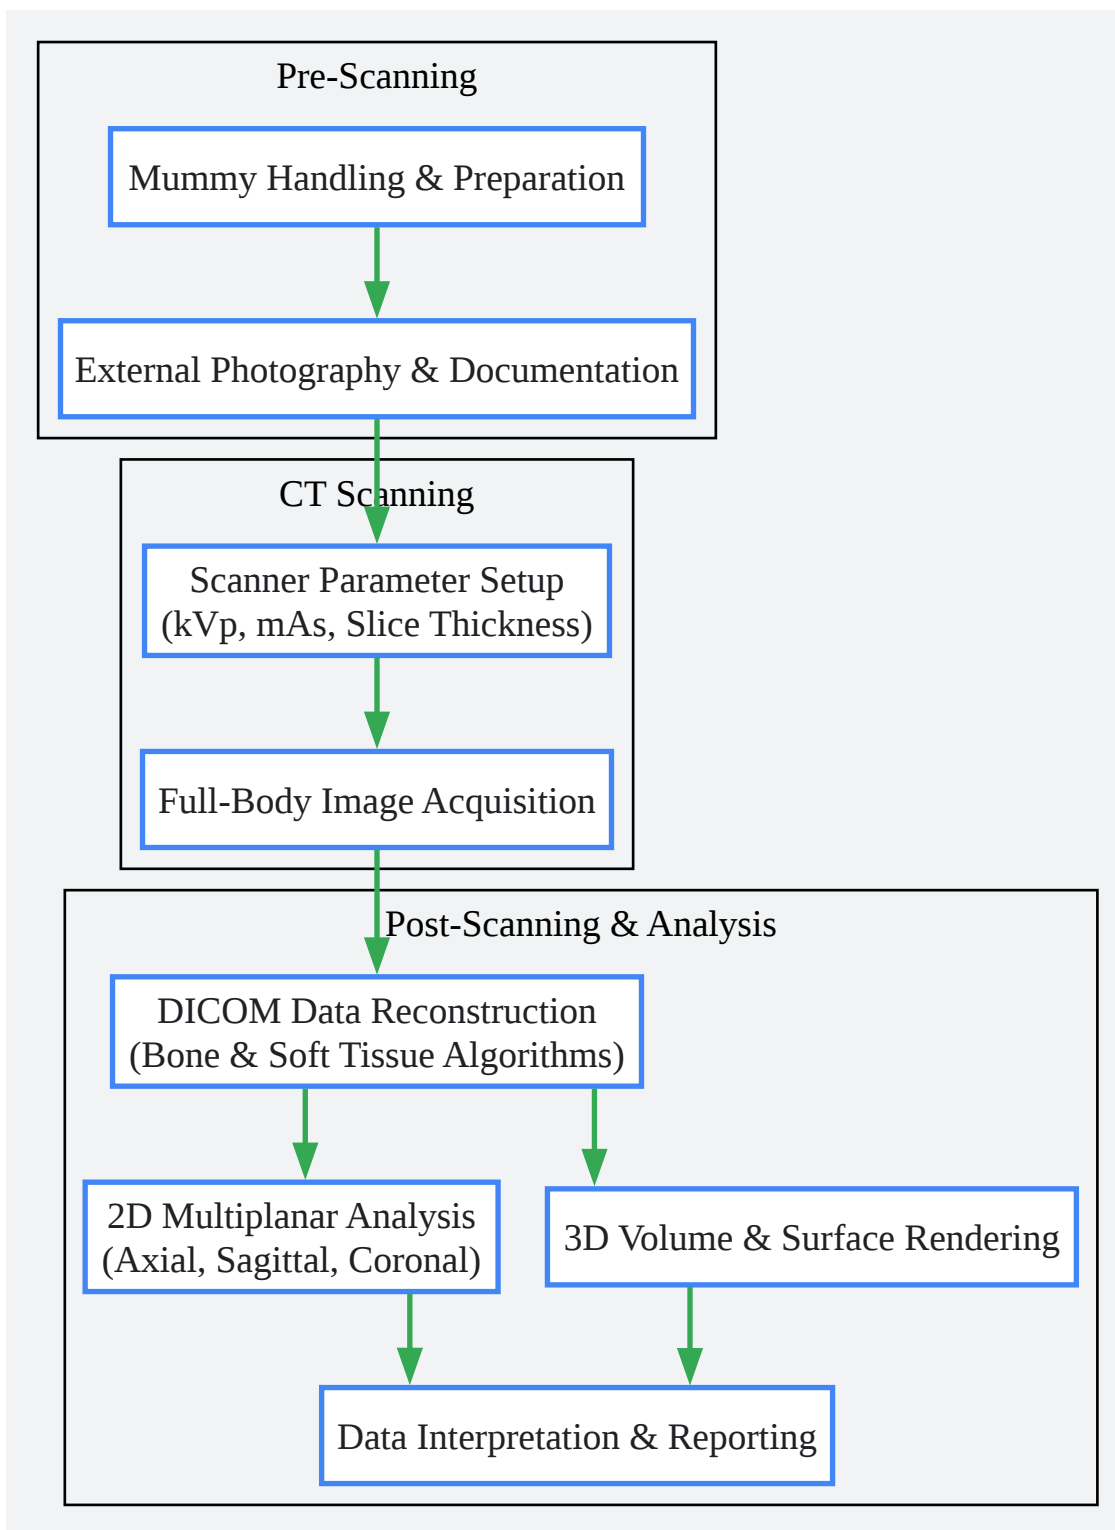 Pre-Scanning
Mummy Handling & Preparation
External Photography & Documentation
CT Scanning
Scanner Parameter Setup
(kVp, mAs, Slice Thickness)
Full-Body Image Acquisition
Post-Scanning & Analysis
DICOM Data Reconstruction
(Bone & Soft Tissue Algorithms)
2D Multiplanar Analysis
(Axial, Sagittal, Coronal)
3D Volume & Surface Rendering
Data Interpretation & Reporting